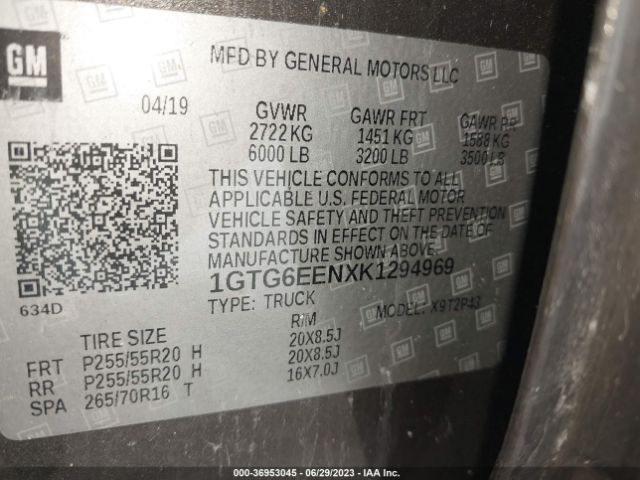 GM
MFD BY GENERAL MOTORS LLC
04/19 GVWR GAWR FRT GAWR RR
2722 KG 1451 KG 1588 KG
6000 LB 3200 LB 3500 LB
THIS VEHICLE CONFORMS TO ALL
APPLICABLE U.S. FEDERAL MOTOR
VEHICLE SAFETY AND THEFT PREVENTION
STANDARDS IN EFFECT ON THE DATE OF
MANUFACTURE SHOWN ABOVE.
1GTG6EENXK1294969
634D TYPE: TRUCK MODEL: X9T2P43
TIRE SIZE RIM
FRT P255/55R20 H 20X8.5J
RR P255/55R20 H 20X8.5J
SPA 265/70R16 T 16X7.0J
000-36953045 - 06/29/2023 - IAA Inc.